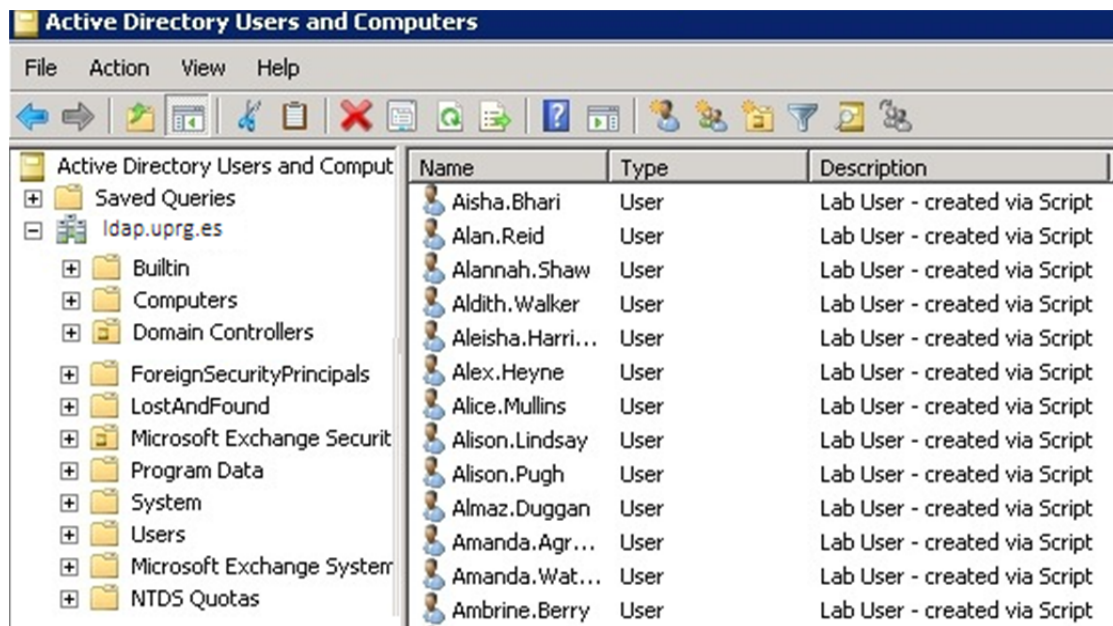 Active Directory Users and Computers
File Action View Help
Active Directory Users and Comput
Saved Queries
ldap.uprg.es
Builtin
Computers
Domain Controllers
ForeignSecurityPrincipals
LostAndFound
Microsoft Exchange Securit
Program Data
System
Users
Microsoft Exchange System
NTDS Quotas
Name Type Description
Aisha.Bhari User Lab User - created via Script
Alan.Reid User Lab User - created via Script
Alannah.Shaw User Lab User - created via Script
Aldith.Walker User Lab User - created via Script
Aleisha.Harri... User Lab User - created via Script
Alex.Heyne User Lab User - created via Script
Alice.Mullins User Lab User - created via Script
Alison.Lindsay User Lab User - created via Script
Alison.Pugh User Lab User - created via Script
Almaz.Duggan User Lab User - created via Script
Amanda.Agr... User Lab User - created via Script
Amanda.Wat... User Lab User - created via Script
Ambrine.Berry User Lab User - created via Script